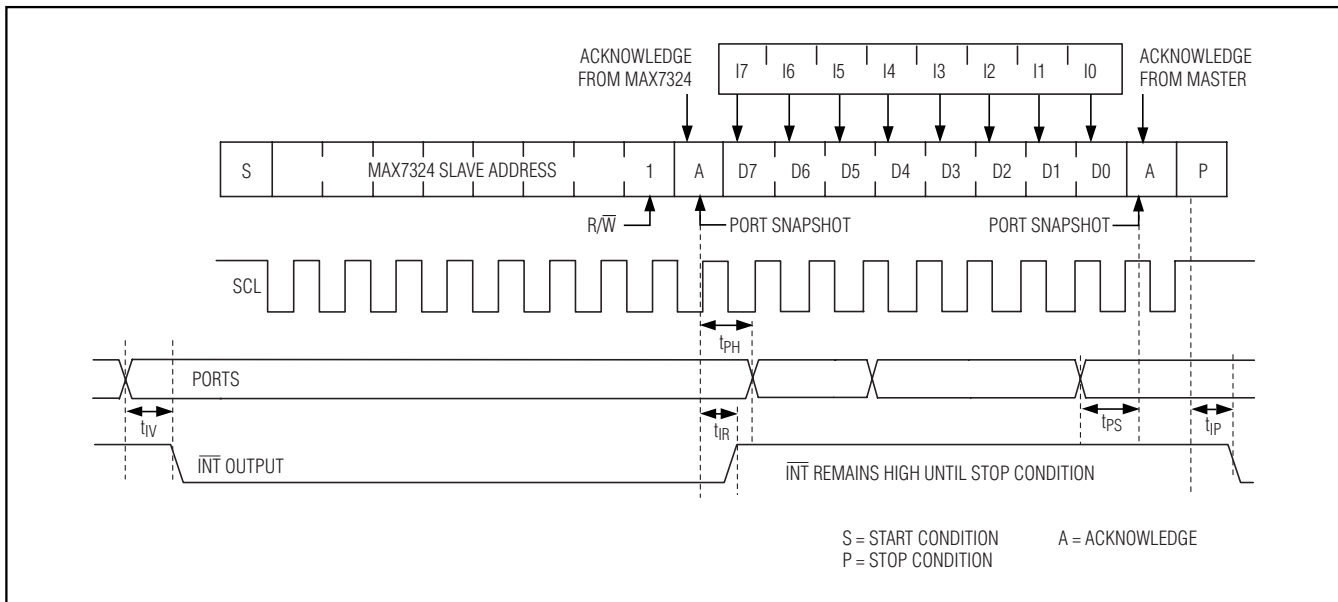 ACKNOWLEDGE
FROM MAX7324
I7 I6 I5 I4 I3 I2 I1 I0
ACKNOWLEDGE
FROM MASTER
S MAX7324 SLAVE ADDRESS 1 A D7 D6 D5 D4 D3 D2 D1 D0 A P
R/W̅ PORT SNAPSHOT PORT SNAPSHOT
SCL
tPH
PORTS
tIV tIR tPS tIP
I̅N̅T̅ OUTPUT I̅N̅T̅ REMAINS HIGH UNTIL STOP CONDITION
S = START CONDITION A = ACKNOWLEDGE
P = STOP CONDITION